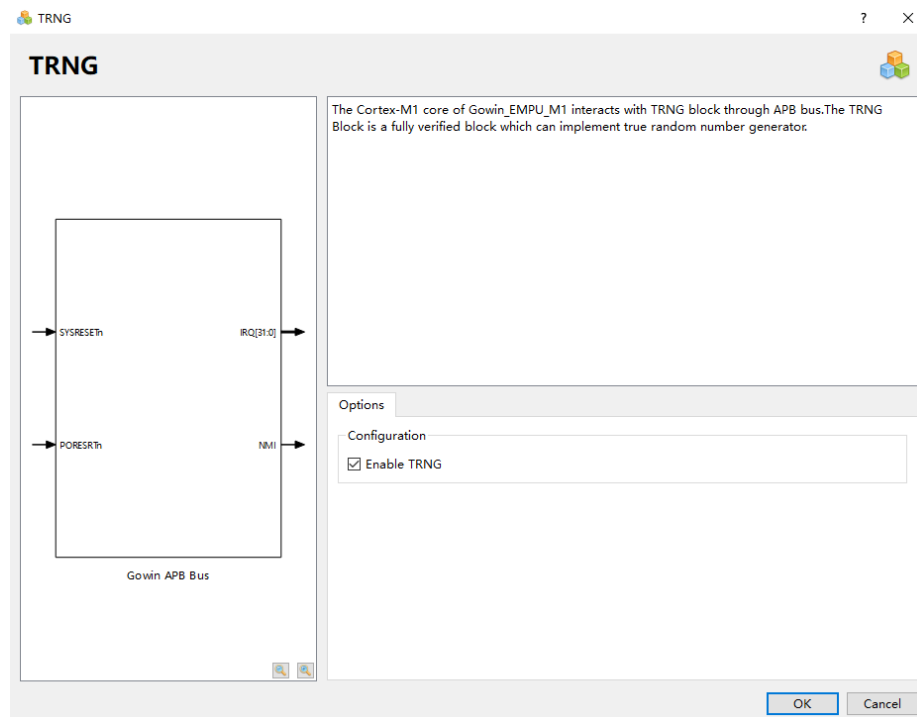 TRNG
TRNG
The Cortex-M1 core of Gowin_EMPU_M1 interacts with TRNG block through APB bus.The TRNG
Block is a fully verified block which can implement true random number generator.
SYSRESETn
IRQ[31:0]
PORESRTn
NMI
Gowin APB Bus
Options
Configuration
Enable TRNG
OK
Cancel